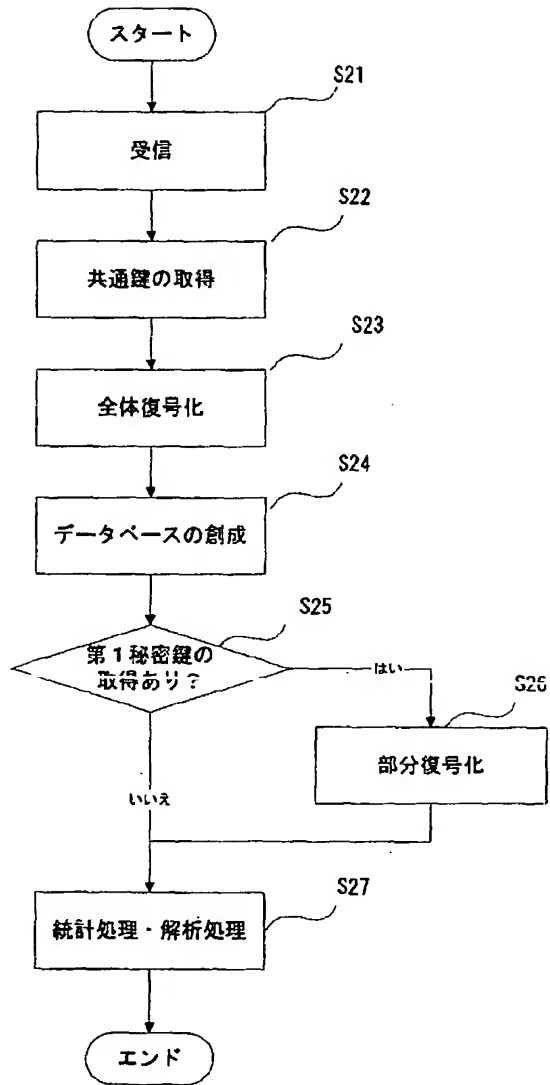 スタート
S21
受信
S22
共通鍵の取得
S23
全体復号化
S24
データベースの創成
S25
第1秘密鍵の
取得あり?
はい
S26
部分復号化
いいえ
S27
統計処理・解析処理
エンド